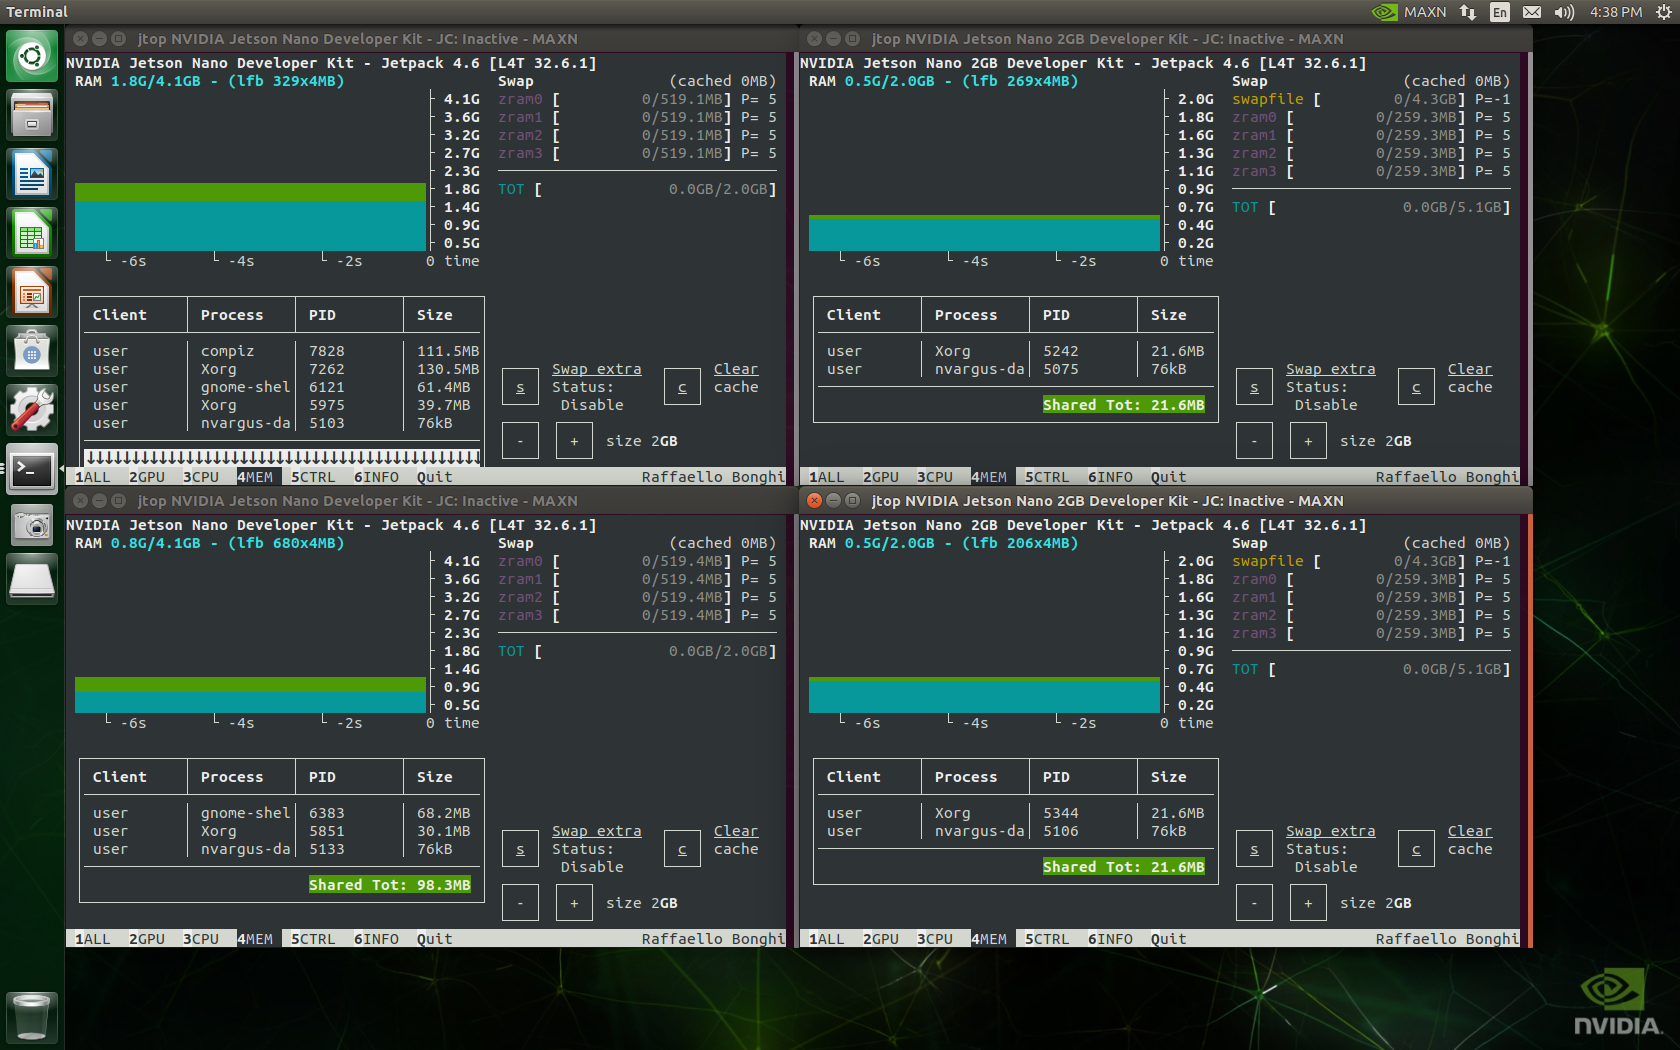 Terminal
MAXN En 4:38 PM
jtop NVIDIA Jetson Nano Developer Kit - JC: Inactive - MAXN
NVIDIA Jetson Nano Developer Kit - Jetpack 4.6 [L4T 32.6.1]
RAM 1.8G/4.1GB - (lfb 329x4MB) Swap (cached 0MB)
4.1G zram0 [ 0/519.1MB] P= 5
3.6G zram1 [ 0/519.1MB] P= 5
3.2G zram2 [ 0/519.1MB] P= 5
2.7G zram3 [ 0/519.1MB] P= 5
2.3G
1.8G TOT [ 0.0GB/2.0GB]
1.4G
0.9G
0.5G
-6s -4s -2s 0 time
Client Process PID Size
user compiz 7828 111.5MB
user Xorg 7262 130.5MB
user gnome-shel 6121 61.4MB
user Xorg 5975 39.7MB
user nvargus-da 5103 76kB
s Swap extra
Status:
Disable
c Clear
cache
- + size 2GB
1ALL 2GPU 3CPU 4MEM 5CTRL 6INFO Quit Raffaello Bonghi
jtop NVIDIA Jetson Nano 2GB Developer Kit - JC: Inactive - MAXN
NVIDIA Jetson Nano 2GB Developer Kit - Jetpack 4.6 [L4T 32.6.1]
RAM 0.5G/2.0GB - (lfb 269x4MB) Swap (cached 0MB)
2.0G swapfile [ 0/4.3GB] P=-1
1.8G zram0 [ 0/259.3MB] P= 5
1.6G zram1 [ 0/259.3MB] P= 5
1.3G zram2 [ 0/259.3MB] P= 5
1.1G zram3 [ 0/259.3MB] P= 5
0.9G
0.7G TOT [ 0.0GB/5.1GB]
0.4G
0.2G
-6s -4s -2s 0 time
Client Process PID Size
user Xorg 5242 21.6MB
user nvargus-da 5075 76kB
Shared Tot: 21.6MB
s Swap extra
Status:
Disable
c Clear
cache
- + size 2GB
1ALL 2GPU 3CPU 4MEM 5CTRL 6INFO Quit Raffaello Bonghi
jtop NVIDIA Jetson Nano Developer Kit - JC: Inactive - MAXN
NVIDIA Jetson Nano Developer Kit - Jetpack 4.6 [L4T 32.6.1]
RAM 0.8G/4.1GB - (lfb 680x4MB) Swap (cached 0MB)
4.1G zram0 [ 0/519.4MB] P= 5
3.6G zram1 [ 0/519.4MB] P= 5
3.2G zram2 [ 0/519.4MB] P= 5
2.7G zram3 [ 0/519.4MB] P= 5
2.3G
1.8G TOT [ 0.0GB/2.0GB]
1.4G
0.9G
0.5G
-6s -4s -2s 0 time
Client Process PID Size
user gnome-shel 6383 68.2MB
user Xorg 5851 30.1MB
user nvargus-da 5133 76kB
Shared Tot: 98.3MB
s Swap extra
Status:
Disable
c Clear
cache
- + size 2GB
1ALL 2GPU 3CPU 4MEM 5CTRL 6INFO Quit Raffaello Bonghi
jtop NVIDIA Jetson Nano 2GB Developer Kit - JC: Inactive - MAXN
NVIDIA Jetson Nano 2GB Developer Kit - Jetpack 4.6 [L4T 32.6.1]
RAM 0.5G/2.0GB - (lfb 206x4MB) Swap (cached 0MB)
2.0G swapfile [ 0/4.3GB] P=-1
1.8G zram0 [ 0/259.3MB] P= 5
1.6G zram1 [ 0/259.3MB] P= 5
1.3G zram2 [ 0/259.3MB] P= 5
1.1G zram3 [ 0/259.3MB] P= 5
0.9G
0.7G TOT [ 0.0GB/5.1GB]
0.4G
0.2G
-6s -4s -2s 0 time
Client Process PID Size
user Xorg 5344 21.6MB
user nvargus-da 5106 76kB
Shared Tot: 21.6MB
s Swap extra
Status:
Disable
c Clear
cache
- + size 2GB
1ALL 2GPU 3CPU 4MEM 5CTRL 6INFO Quit Raffaello Bonghi
NVIDIA.